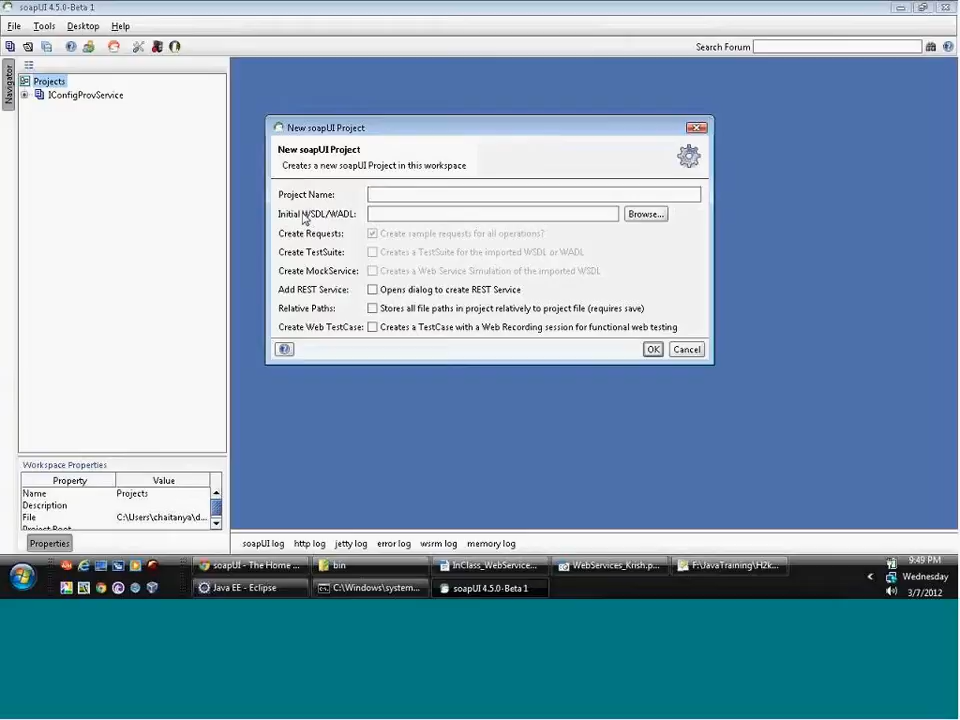 soapUI 4.5.0-Beta 1
File Tools Desktop Help
Search Forum
Navigator
Projects
IConfigProvService
New soapUI Project
New soapUI Project
Creates a new soapUI Project in this workspace
Project Name:
Initial WSDL/WADL: Browse...
Create Requests: Create sample requests for all operations?
Create TestSuite: Creates a TestSuite for the imported WSDL or WADL
Create MockService: Creates a Web Service Simulation of the imported WSDL
Add REST Service: Opens dialog to create REST Service
Relative Paths: Stores all file paths in project relatively to project file (requires save)
Create Web TestCase: Creates a TestCase with a Web Recording session for functional web testing
OK Cancel
Workspace Properties
Property Value
Name Projects
Description
File C:\Users\chaitanya\d...
Project Root
Properties
soapUI log http log jetty log error log wsrm log memory log
soapUI - The Home ... bin InClass_WebService... WebServices_Krish.p... F:\JavaTraining\H2k...
Java EE - Eclipse C:\Windows\system... soapUI 4.5.0-Beta 1
9:49 PM
Wednesday
3/7/2012